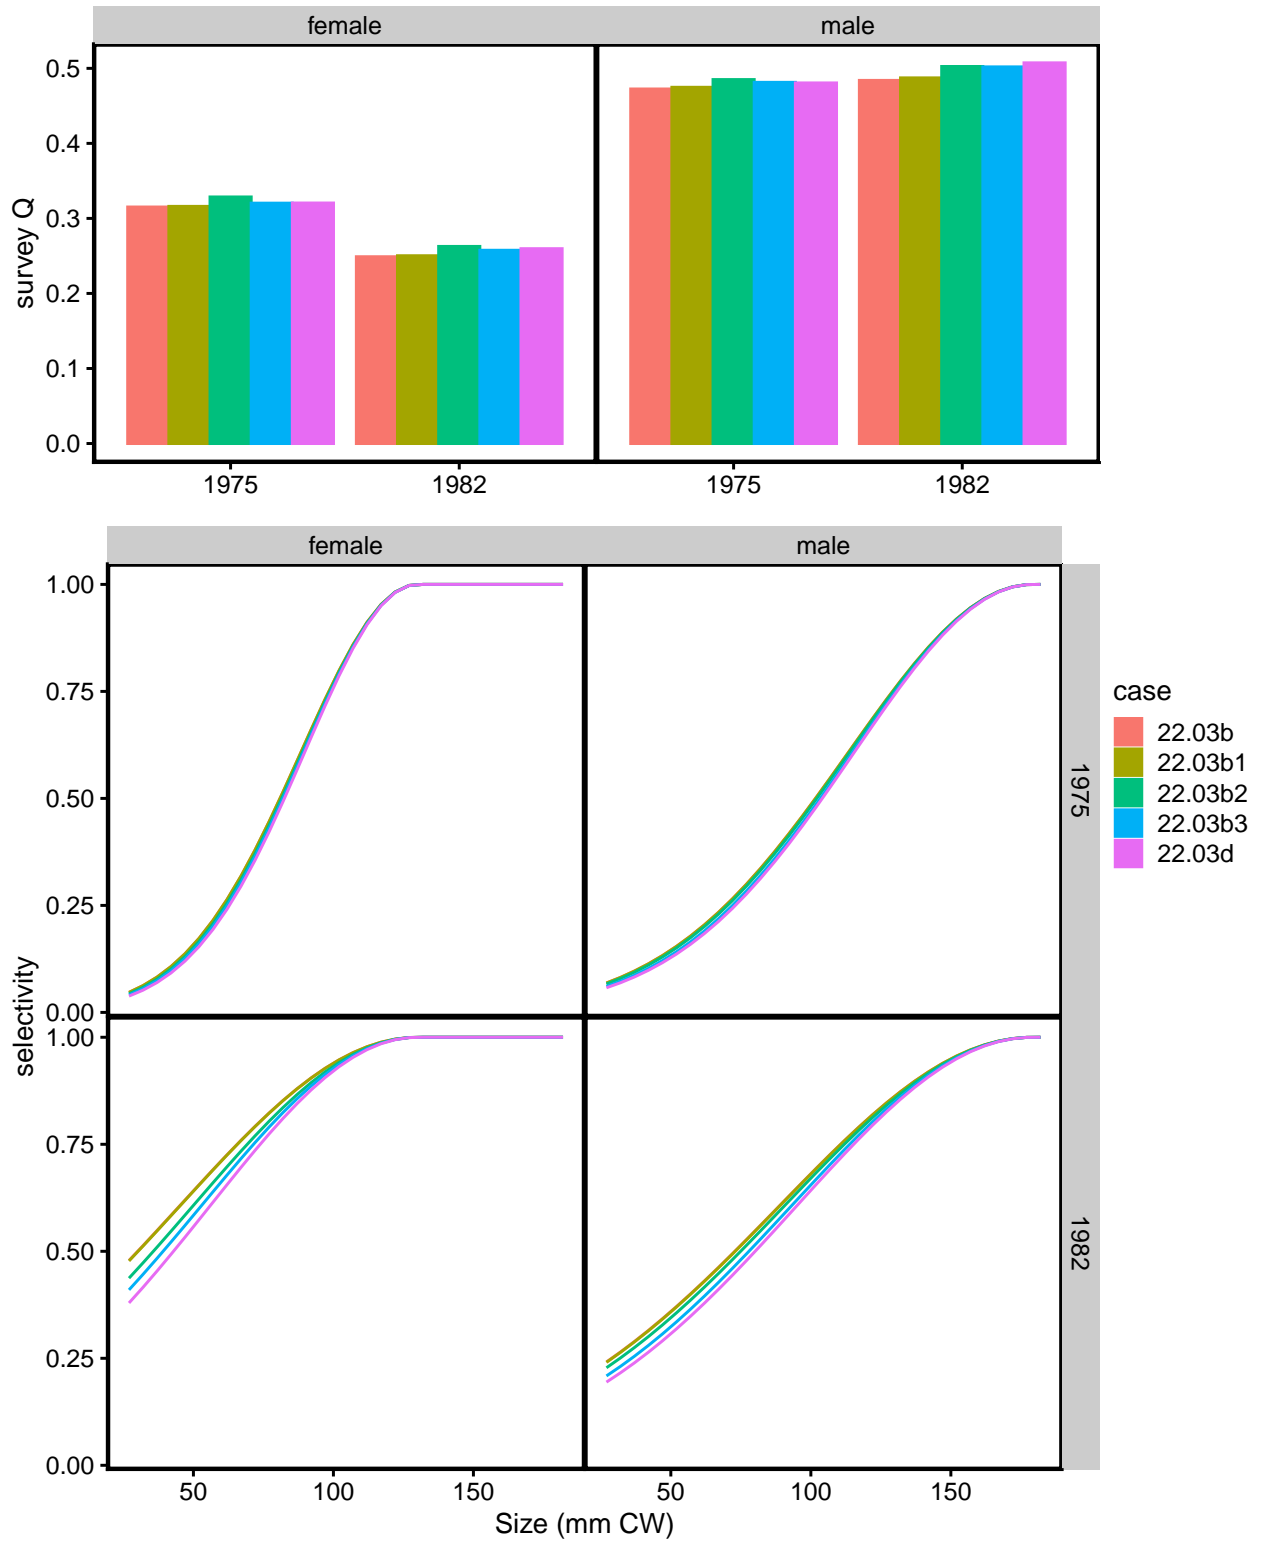 female male
survey Q
0.5
0.4
0.3
0.2
0.1
0.0
1975 1982 1975 1982
female male
selectivity
1.00
0.75
0.50
0.25
0.00
1975
1.00
0.75
0.50
0.25
0.00
1982
50 100 150 50 100 150
Size (mm CW)
case
22.03b
22.03b1
22.03b2
22.03b3
22.03d